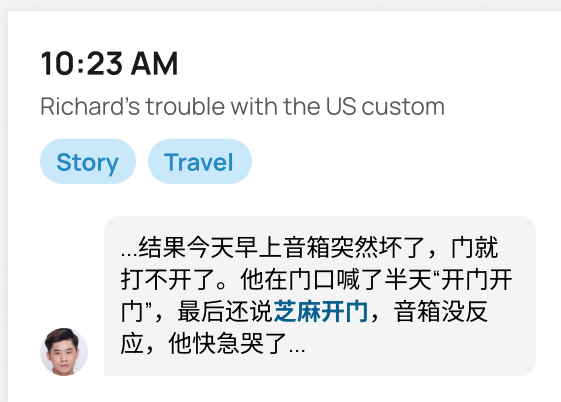 10:23 AM
Richard's trouble with the US custom
Story Travel
...结果今天早上音箱突然坏了，门就
打不开了。他在门口喊了半天“开门开
门”，最后还说芝麻开门，音箱没反
应，他快急哭了...